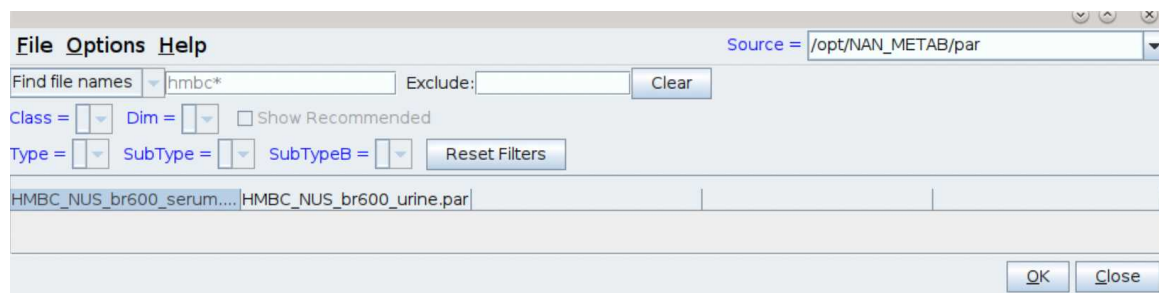 File Options Help Source = /opt/NAN_METAB/par
Find file names hmbc* Exclude: Clear
Class = Dim = Show Recommended
Type = SubType = SubTypeB = Reset Filters
HMBC_NUS_br600_serum.... HMBC_NUS_br600_urine.par
OK Close